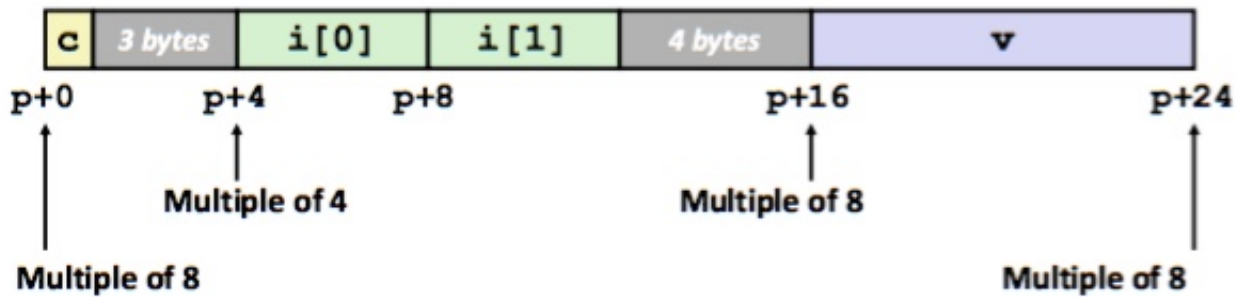 c 3 bytes i[0] i[1] 4 bytes v
p+0 p+4 p+8 p+16 p+24
Multiple of 4 Multiple of 8
Multiple of 8 Multiple of 8